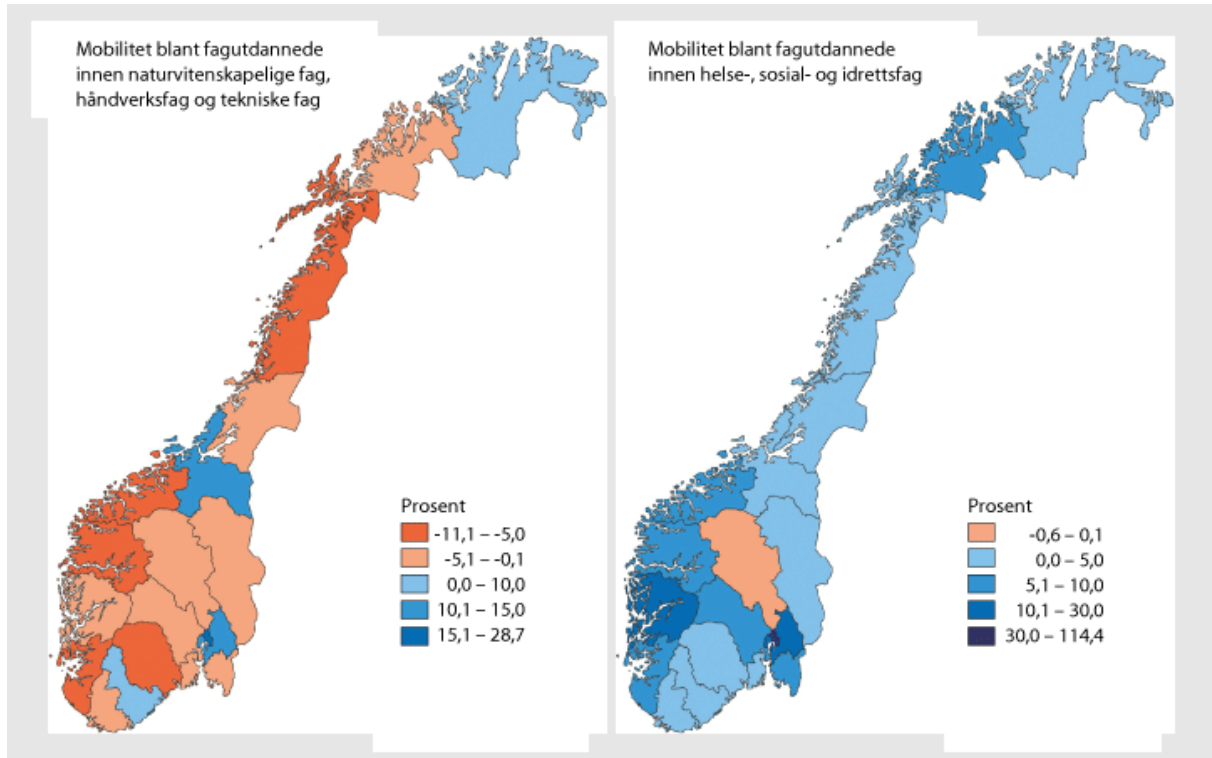 Mobilitet blant fagutdannede
innen naturvitenskapelige fag,
håndverksfag og tekniske fag
Prosent
-11,1 – -5,0
-5,1 – -0,1
0,0 – 10,0
10,1 – 15,0
15,1 – 28,7
Mobilitet blant fagutdannede
innen helse-, sosial- og idrettsfag
Prosent
-0,6 – 0,1
0,0 – 5,0
5,1 – 10,0
10,1 – 30,0
30,0 – 114,4